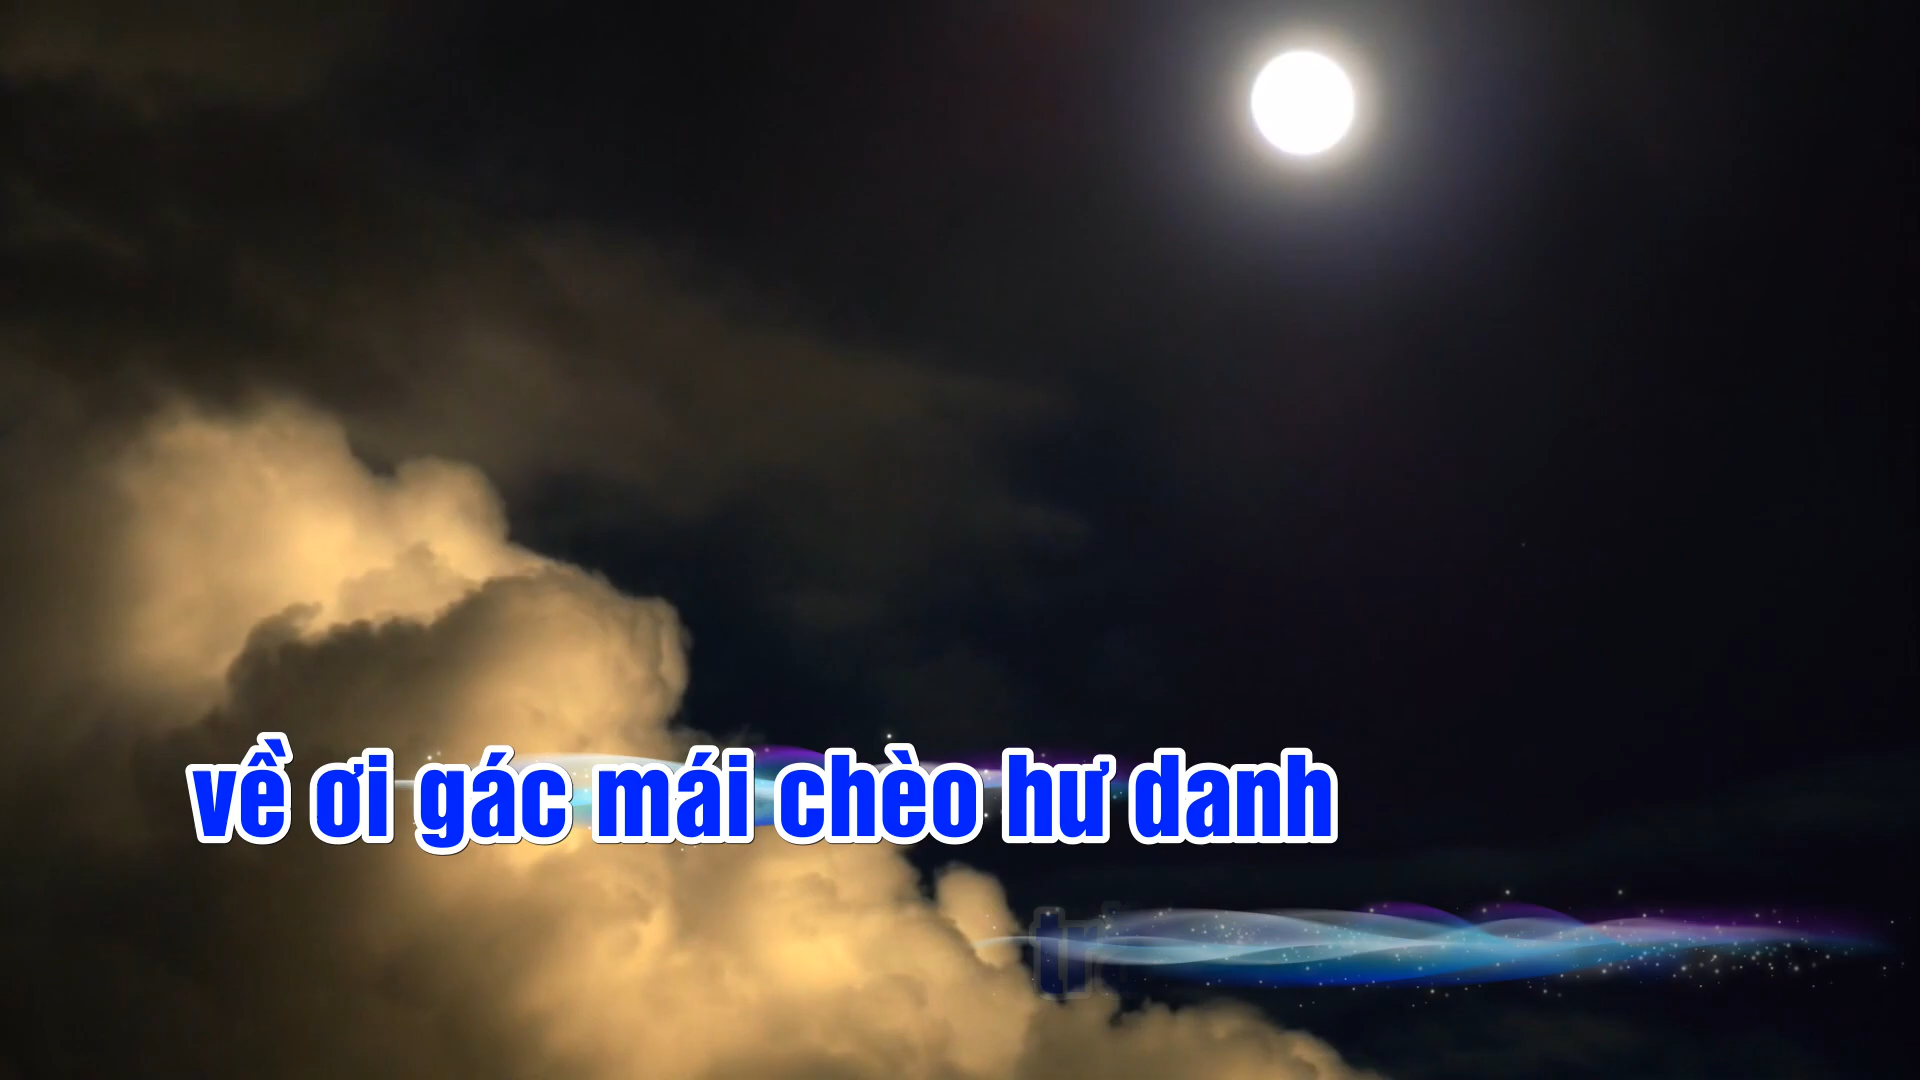 về ơi gác mái chèo hư danh